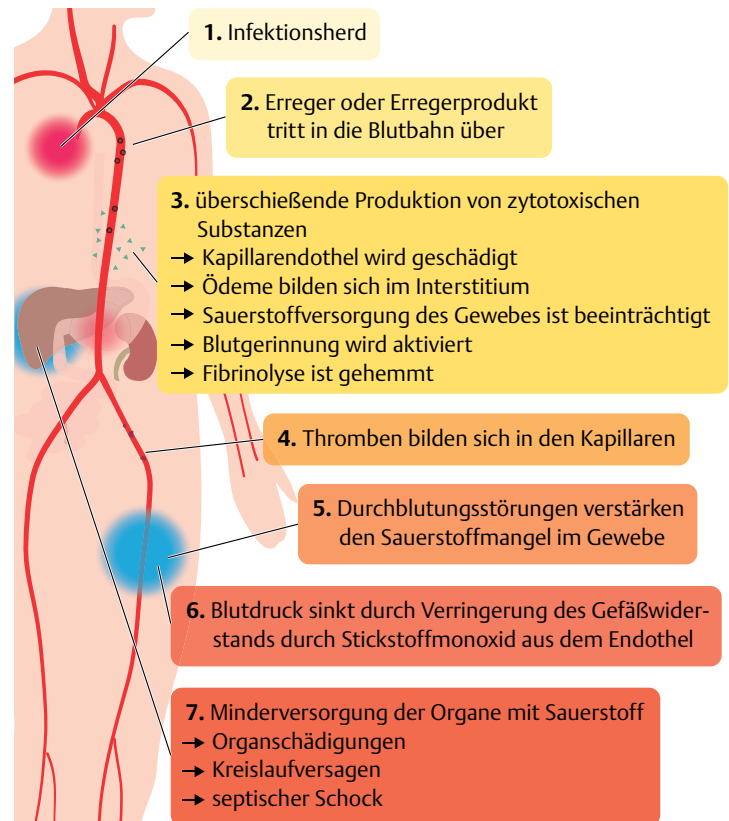 1. Infektionsherd
2. Erreger oder Erregerprodukt
tritt in die Blutbahn über
3. überschießende Produktion von zytotoxischen
Substanzen
→ Kapillarendothel wird geschädigt
→ Ödeme bilden sich im Interstitium
→ Sauerstoffversorgung des Gewebes ist beeinträchtigt
→ Blutgerinnung wird aktiviert
→ Fibrinolyse ist gehemmt
4. Thromben bilden sich in den Kapillaren
5. Durchblutungsstörungen verstärken
den Sauerstoffmangel im Gewebe
6. Blutdruck sinkt durch Verringerung des Gefäßwider-
stands durch Stickstoffmonoxid aus dem Endothel
7. Minderversorgung der Organe mit Sauerstoff
→ Organschädigungen
→ Kreislaufversagen
→ septischer Schock